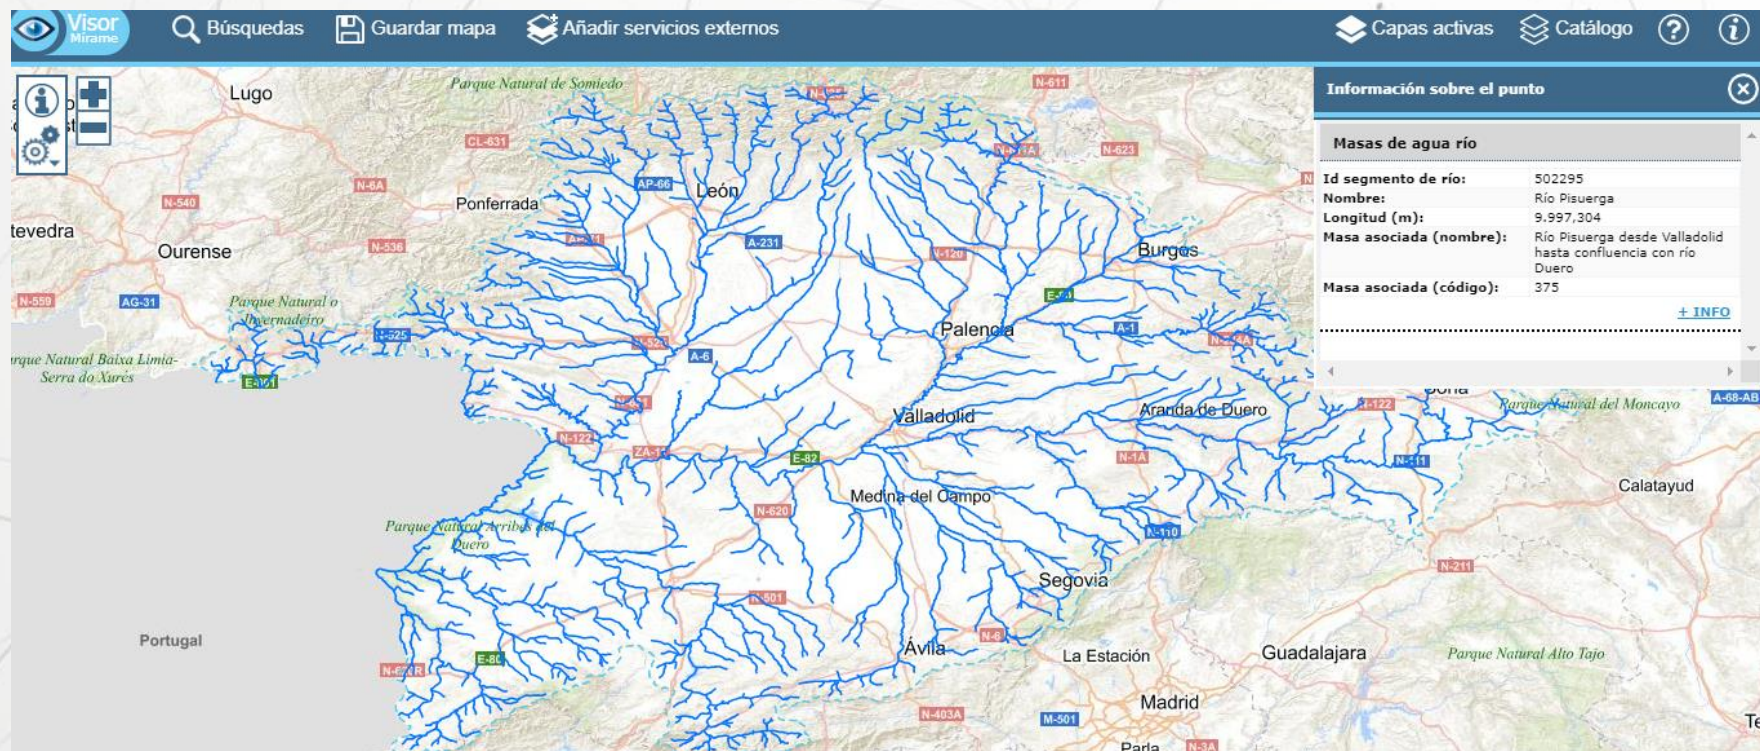 Visor
Mírame
Búsquedas
Guardar mapa
Añadir servicios externos
Capas activas
Catálogo
Información sobre el punto
Masas de agua río
Id segmento de río: 502295
Nombre: Río Pisuerga
Longitud (m): 9.997,304
Masa asociada (nombre): Río Pisuerga desde Valladolid
hasta confluencia con río
Duero
Masa asociada (código): 375
+ INFO
Lugo
Parque Natural de Somiedo
N-611
CL-631
N-623
N-6A
AP-66
León
N-540
Ponferrada
tevedra
Ourense
N-536
A-231
N-120
Burgos
N-559
AG-31
Parque Natural o
Invernadeiro
N-525
Palencia
A-1
A-6
Parque Natural Baixa Limia-
Serra do Xurés
Valladolid
Aranda de Duero
N-122
Parque Natural del Moncayo
A-68-AB
N-122
E-82
N-1A
N-111
Medina del Campo
Calatayud
N-620
Parque Natural Arribes del
Duero
N-110
N-211
Segovia
N-501
Portugal
Ávila
N-6
La Estación
Guadalajara
Parque Natural Alto Tajo
E-80
Madrid
N-403A
M-501
Parla
N-3A